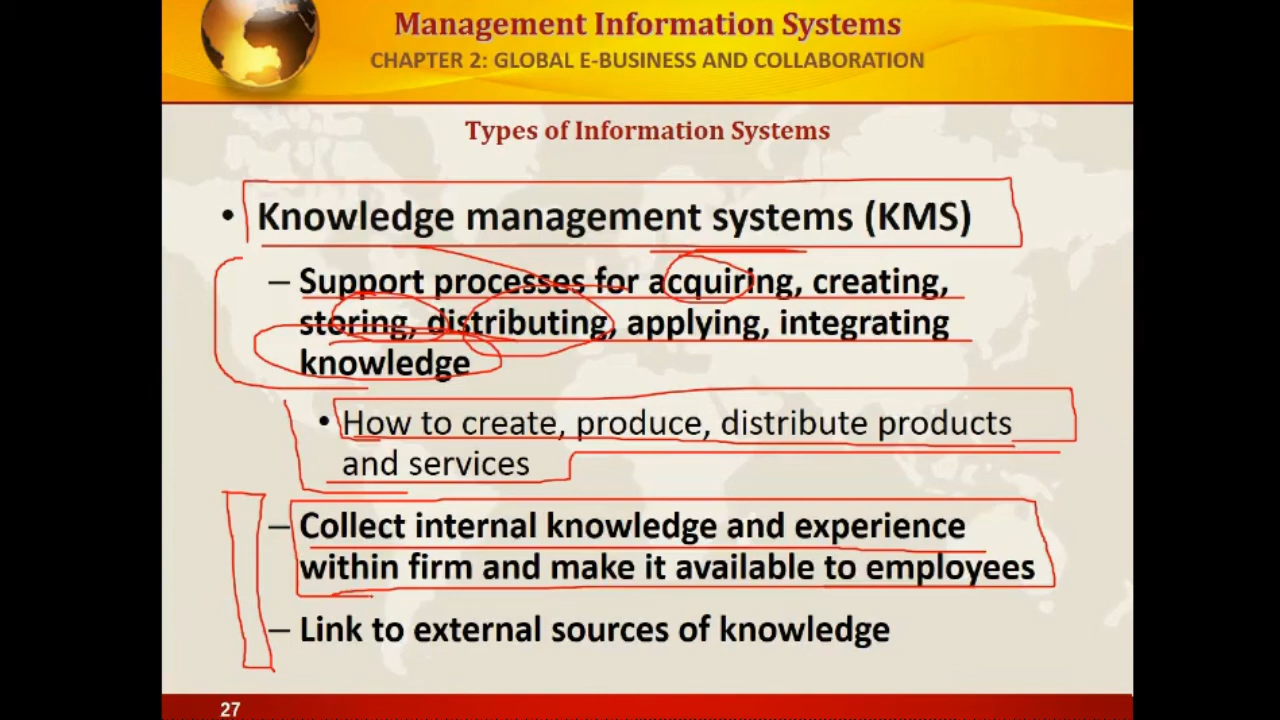 Management Information Systems
CHAPTER 2: GLOBAL E-BUSINESS AND COLLABORATION
Types of Information Systems
• Knowledge management systems (KMS)
– Support processes for acquiring, creating,
storing, distributing, applying, integrating
knowledge
• How to create, produce, distribute products
and services
– Collect internal knowledge and experience
within firm and make it available to employees
– Link to external sources of knowledge
27